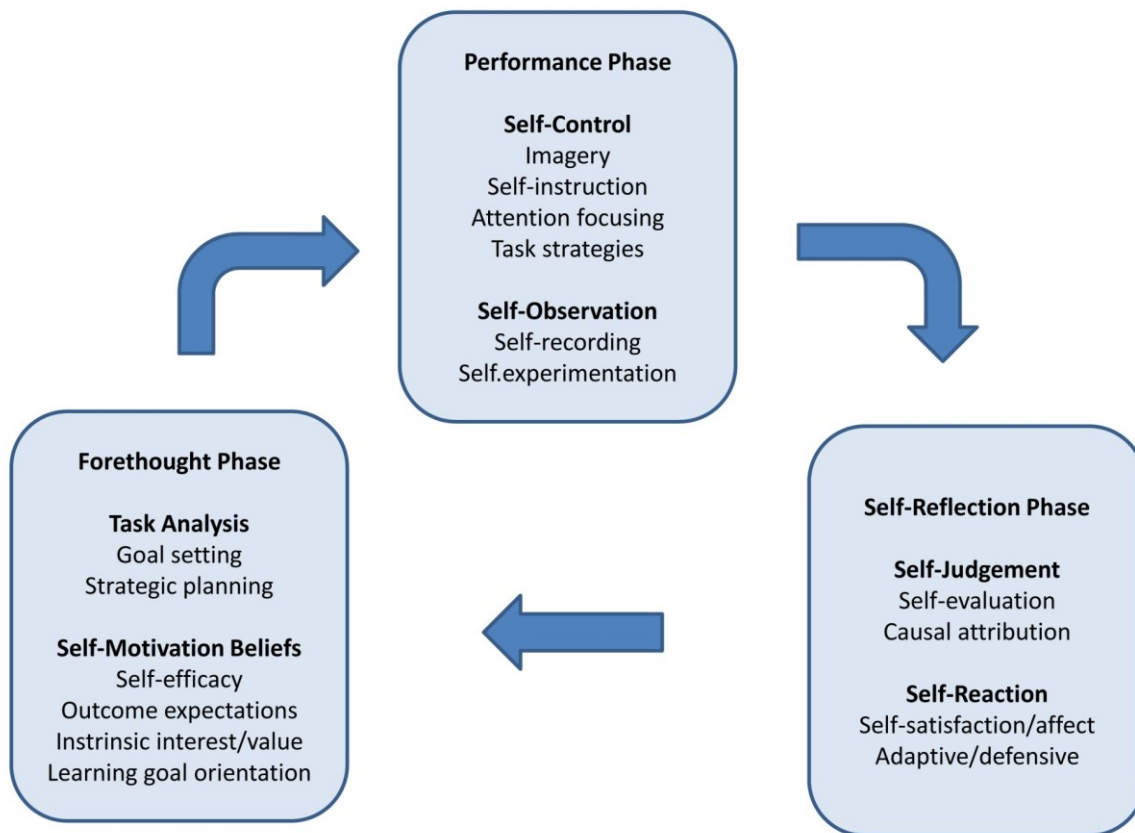 Performance Phase
Self-Control
Imagery
Self-instruction
Attention focusing
Task strategies
Self-Observation
Self-recording
Self.experimentation
Forethought Phase
Task Analysis
Goal setting
Strategic planning
Self-Motivation Beliefs
Self-efficacy
Outcome expectations
Instrinsic interest/value
Learning goal orientation
Self-Reflection Phase
Self-Judgement
Self-evaluation
Causal attribution
Self-Reaction
Self-satisfaction/affect
Adaptive/defensive